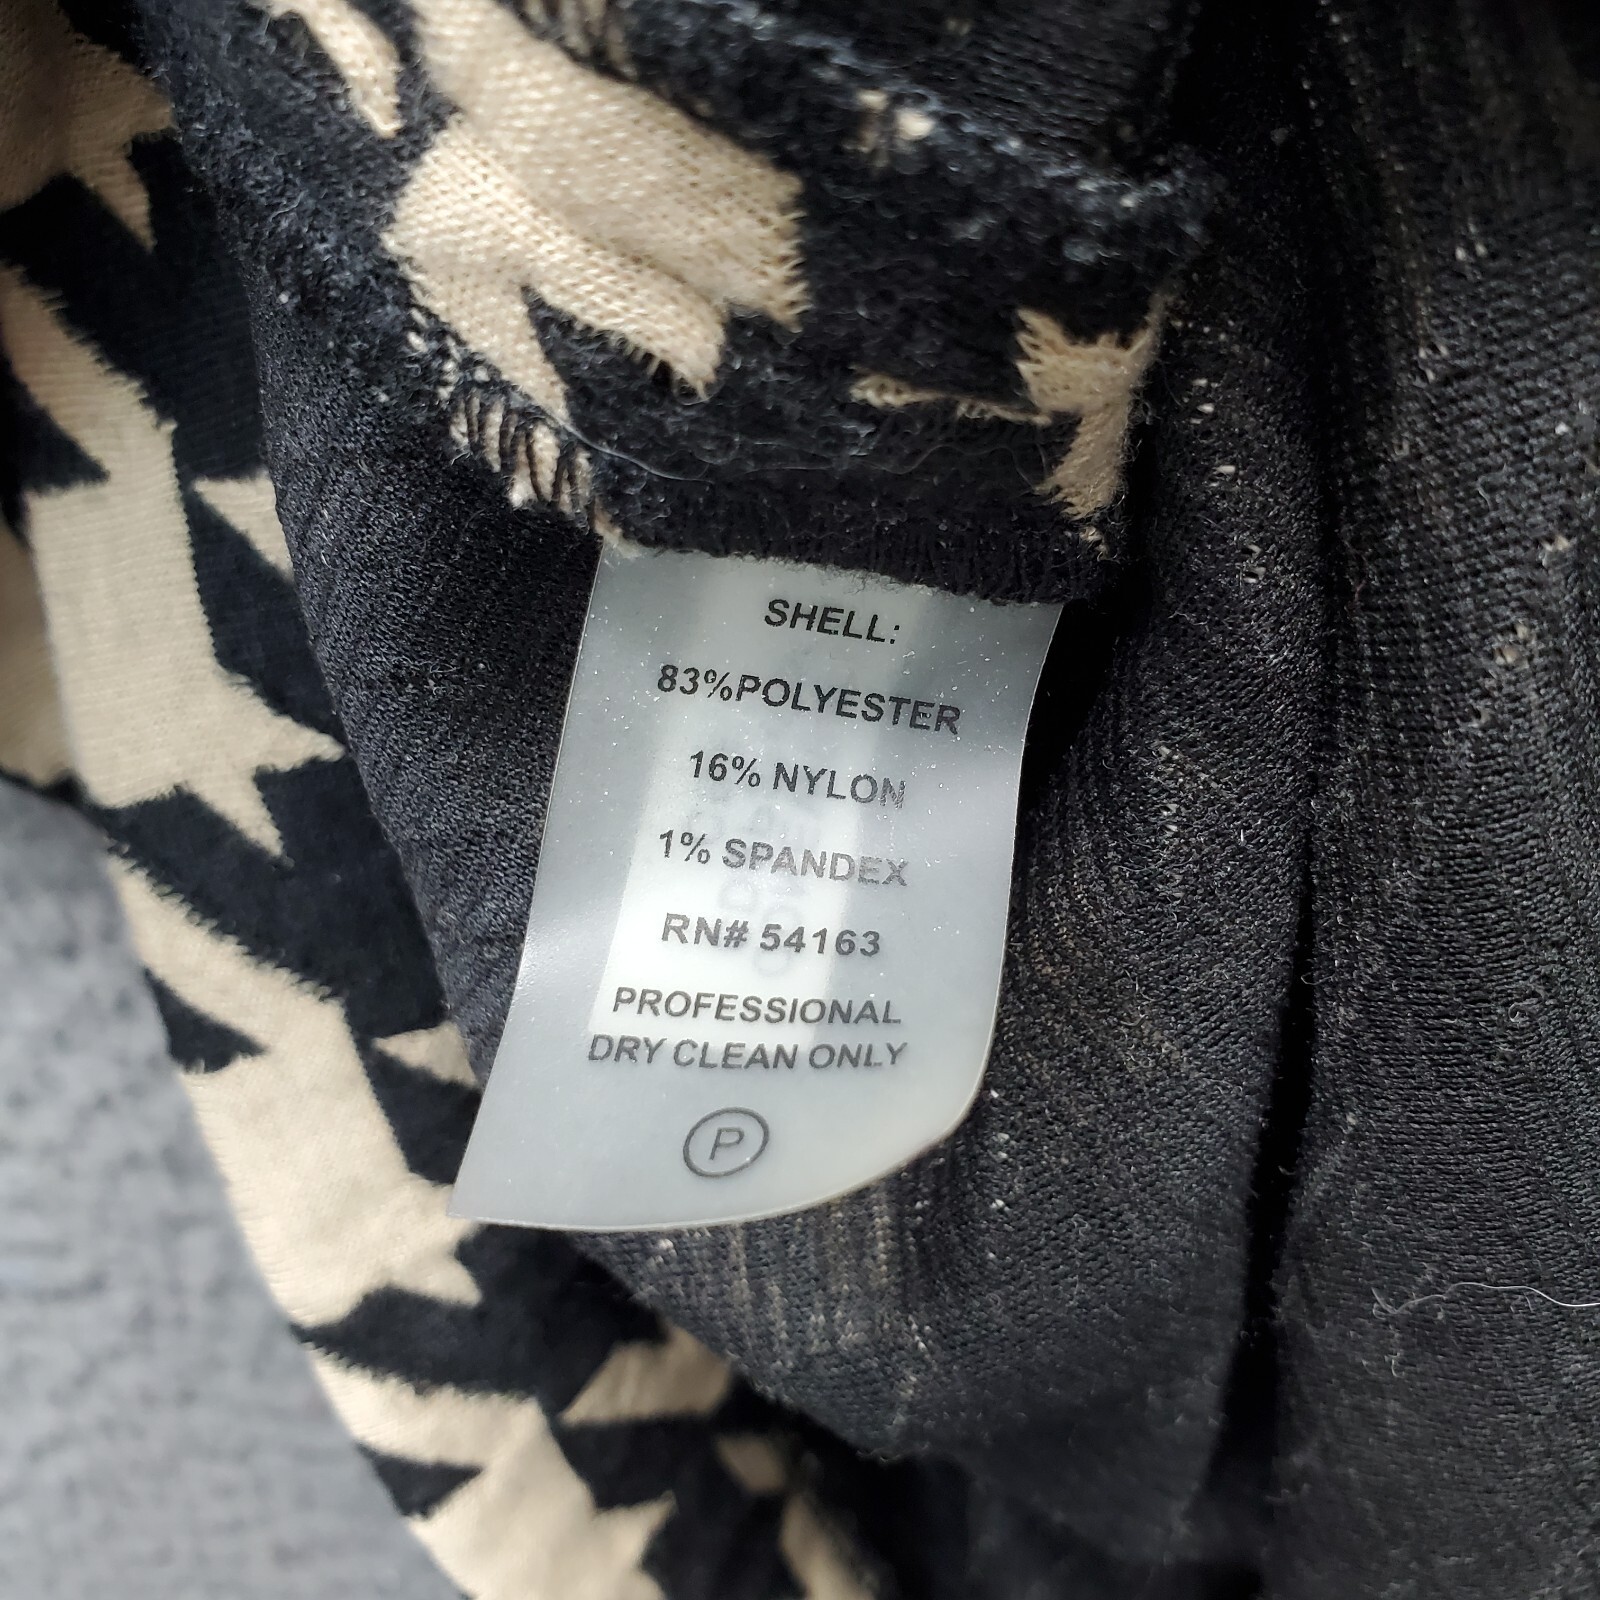 SHELL:
83%POLYESTER
16% NYLON
1% SPANDEX
RN# 54163
PROFESSIONAL
DRY CLEAN ONLY
P